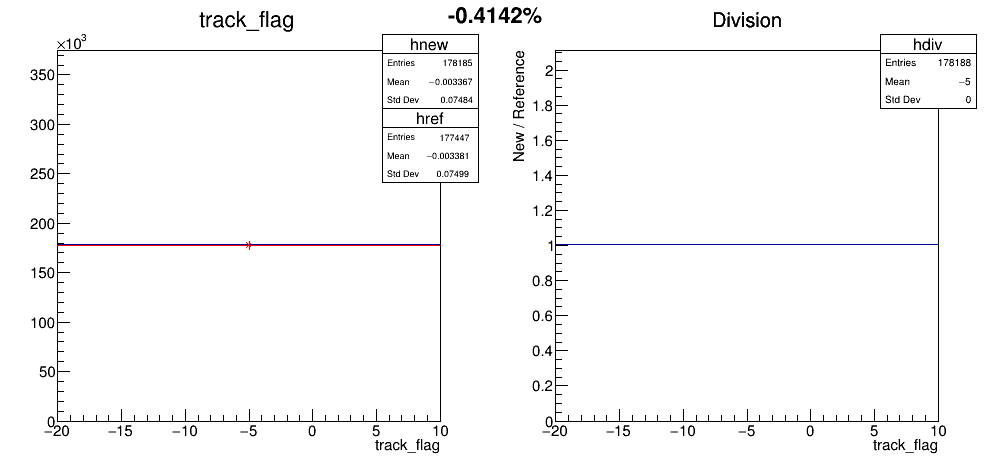 -0.4142%
track_flag
×10³
350
300
250
200
150
100
50
0
−20 −15 −10 −5 0 5 10
track_flag
hnew
Entries 178185
Mean −0.003367
Std Dev 0.07484
href
Entries 177447
Mean −0.003381
Std Dev 0.07499
Division
New / Reference
2
1.8
1.6
1.4
1.2
1
0.8
0.6
0.4
0.2
0
−20 −15 −10 −5 0 5 10
track_flag
hdiv
Entries 178188
Mean −5
Std Dev 0